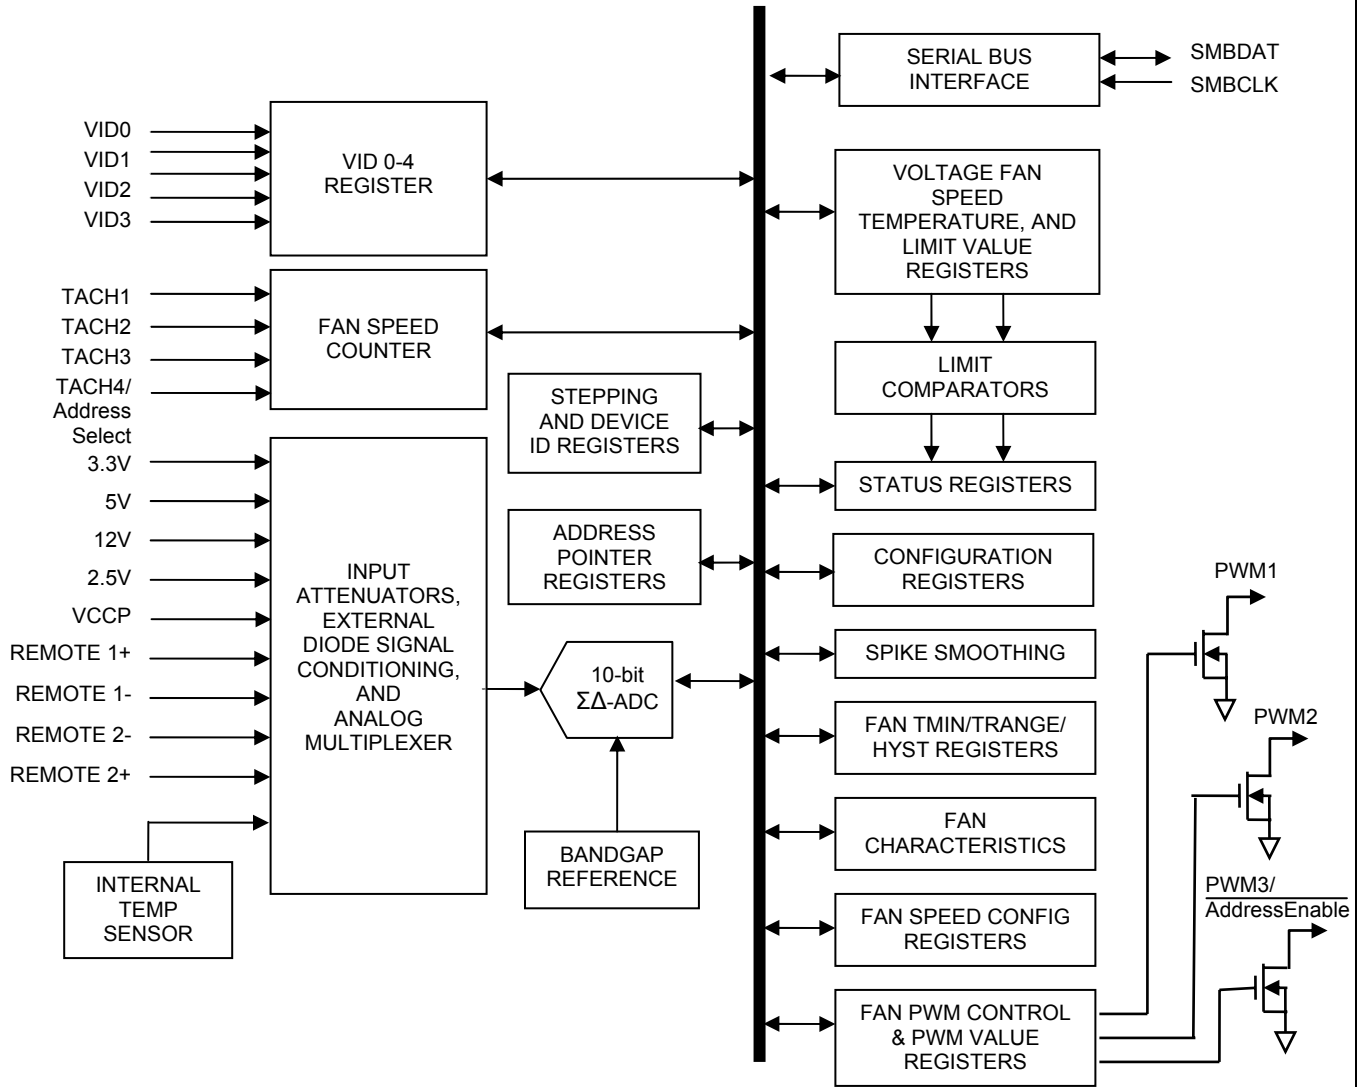 VID0
VID1
VID2
VID3
VID 0-4
REGISTER
TACH1
TACH2
TACH3
TACH4/
Address
Select
FAN SPEED
COUNTER
3.3V
5V
12V
2.5V
VCCP
REMOTE 1+
REMOTE 1-
REMOTE 2-
REMOTE 2+
INPUT
ATTENUATORS,
EXTERNAL
DIODE SIGNAL
CONDITIONING,
AND
ANALOG
MULTIPLEXER
INTERNAL
TEMP
SENSOR
STEPPING
AND DEVICE
ID REGISTERS
ADDRESS
POINTER
REGISTERS
10-bit
ΣΔ-ADC
BANDGAP
REFERENCE
SERIAL BUS
INTERFACE
SMBDAT
SMBCLK
VOLTAGE FAN
SPEED
TEMPERATURE, AND
LIMIT VALUE
REGISTERS
LIMIT
COMPARATORS
STATUS REGISTERS
CONFIGURATION
REGISTERS
SPIKE SMOOTHING
FAN TMIN/TRANGE/
HYST REGISTERS
FAN
CHARACTERISTICS
FAN SPEED CONFIG
REGISTERS
FAN PWM CONTROL
& PWM VALUE
REGISTERS
PWM1
PWM2
PWM3/
AddressEnable